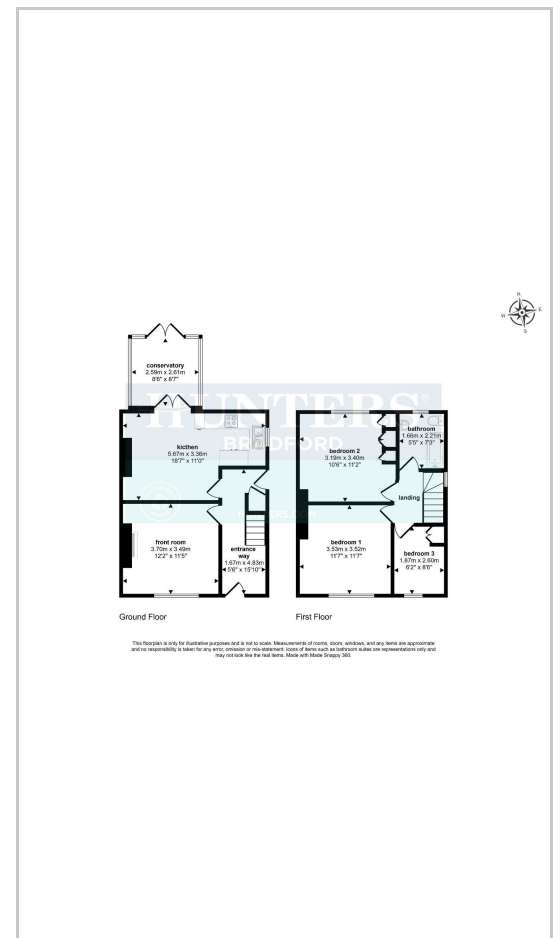 N
W E
S
conservatory
2.59m x 2.61m
8'6" x 8'7"
HUNTERS
BRADFORD
kicthen
5.67m x 3.36m
18'7" x 11'0"
front room
3.70m x 3.49m
12'2" x 11'5"
entrance
way
1.67m x 4.83m
5'6" x 15'10"
bathroom
1.66m x 2.21m
5'5" x 7'3"
bedroom 2
3.19m x 3.40m
10'6" x 11'2"
landing
bedroom 1
3.53m x 3.52m
11'7" x 11'7"
bedroom 3
1.87m x 2.60m
6'2" x 8'6"
Ground Floor
First Floor
This floorplan is only for illustrative purposes and is not to scale. Measurements of rooms, doors, windows, and any items are approximate
and no responsibility is taken for any error, omission or mis-statement. Icons of items such as bathroom suites are representations only and
may not look like the real items. Made with Made Snappy 360.